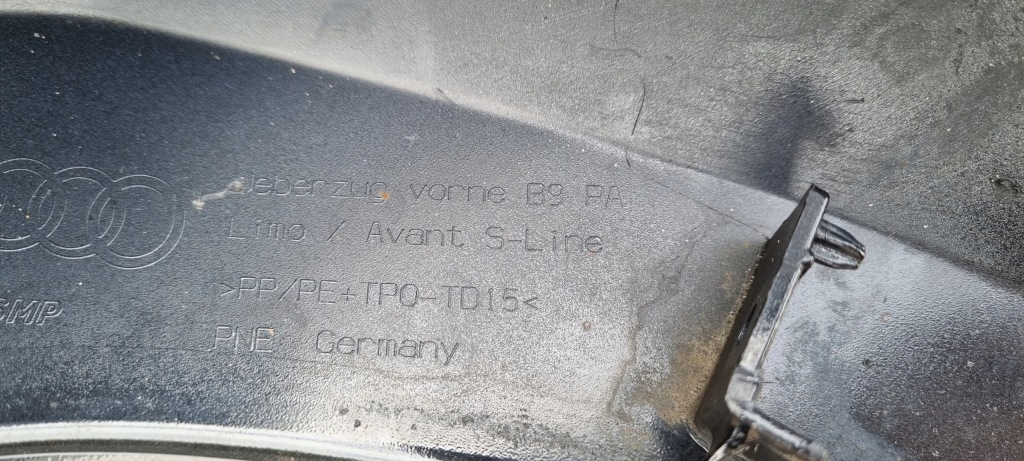 Ueberzug vorne B9 PA
Limo / Avant S-Line
>PP/PE+TPO-TD15<
SMP
PNE Germany